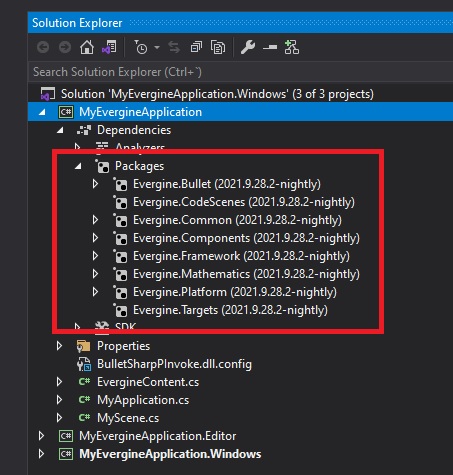 Solution Explorer
Search Solution Explorer (Ctrl+`)
Solution 'MyEvergineApplication.Windows' (3 of 3 projects)
C# MyEvergineApplication
Dependencies
Analyzers
Packages
Evergine.Bullet (2021.9.28.2-nightly)
Evergine.CodeScenes (2021.9.28.2-nightly)
Evergine.Common (2021.9.28.2-nightly)
Evergine.Components (2021.9.28.2-nightly)
Evergine.Framework (2021.9.28.2-nightly)
Evergine.Mathematics (2021.9.28.2-nightly)
Evergine.Platform (2021.9.28.2-nightly)
Evergine.Targets (2021.9.28.2-nightly)
SDK
Properties
BulletSharpPInvoke.dll.config
C# EvergineContent.cs
C# MyApplication.cs
C# MyScene.cs
C# MyEvergineApplication.Editor
C# MyEvergineApplication.Windows